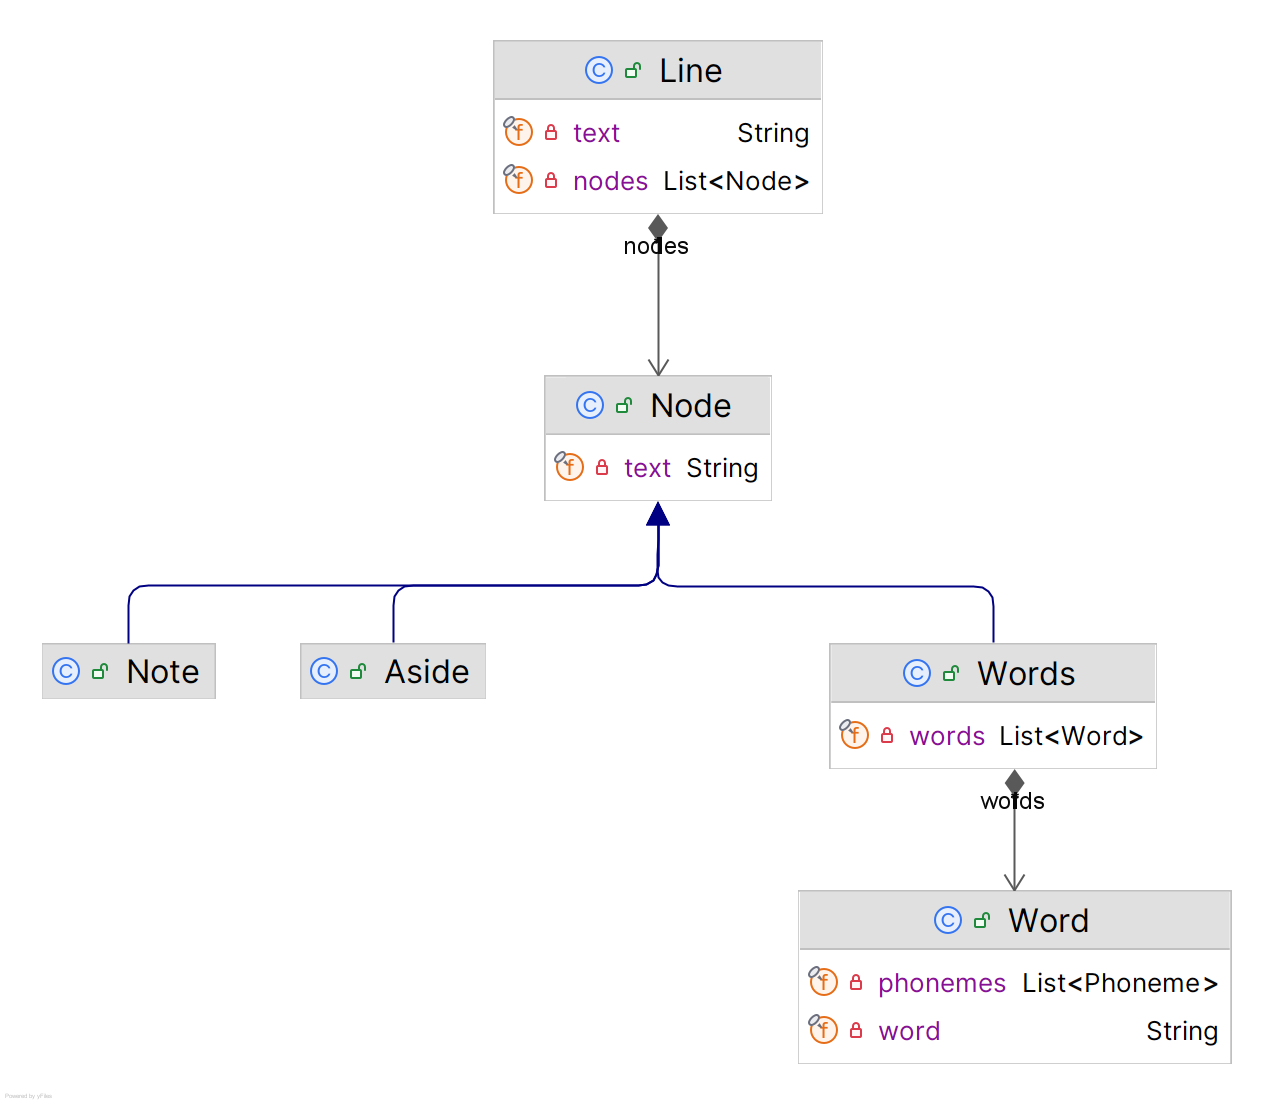 Line
text String
nodes List<Node>
nodes
Node
text String
Note Aside Words
words List<Word>
words
Word
phonemes List<Phoneme>
word String
Powered by yFiles